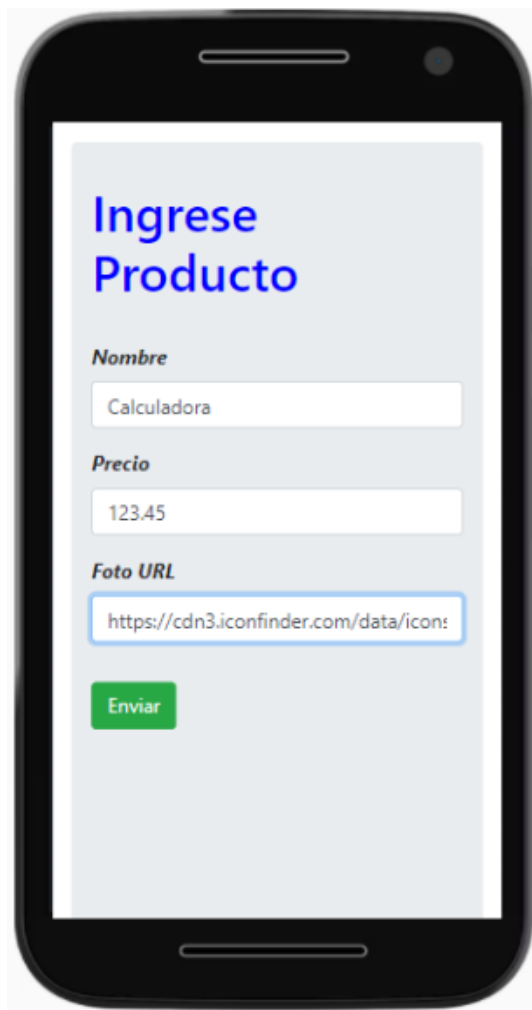 Ingrese
Producto
Nombre
Calculadora
Precio
123.45
Foto URL
https://cdn3.iconfinder.com/data/icons
Enviar